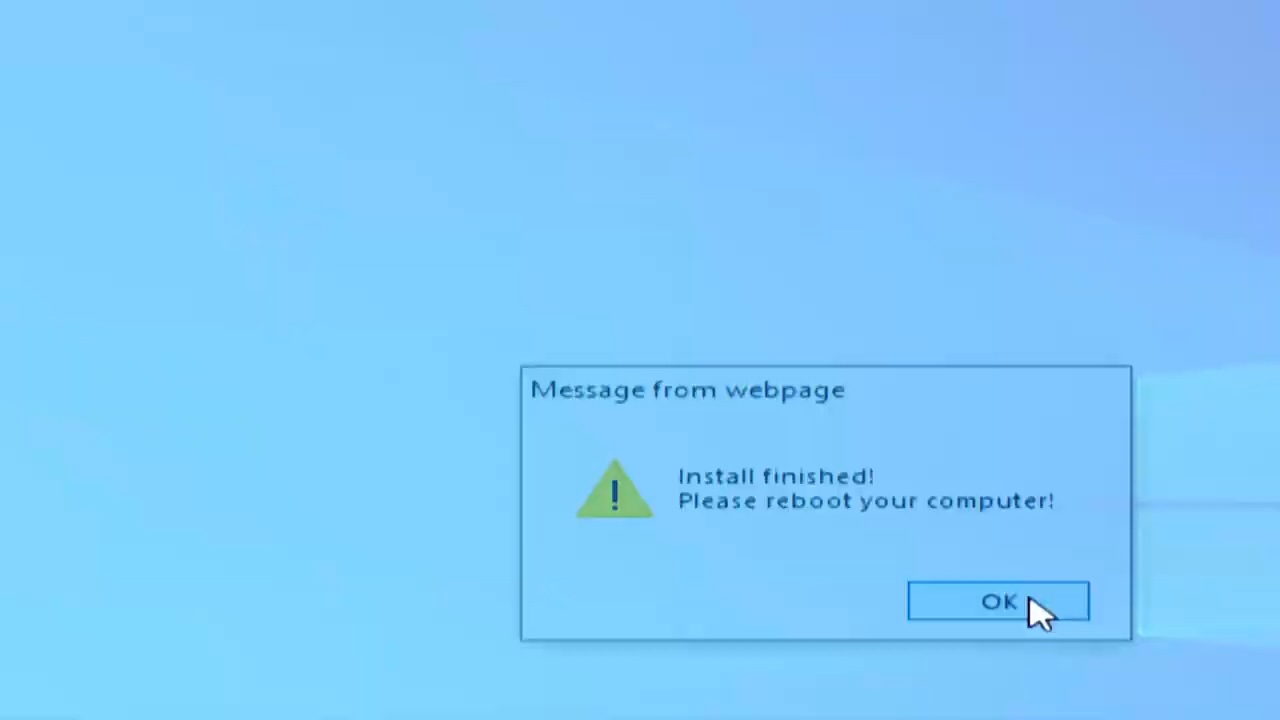 Message from webpage
!
Install finished!
Please reboot your computer!
OK